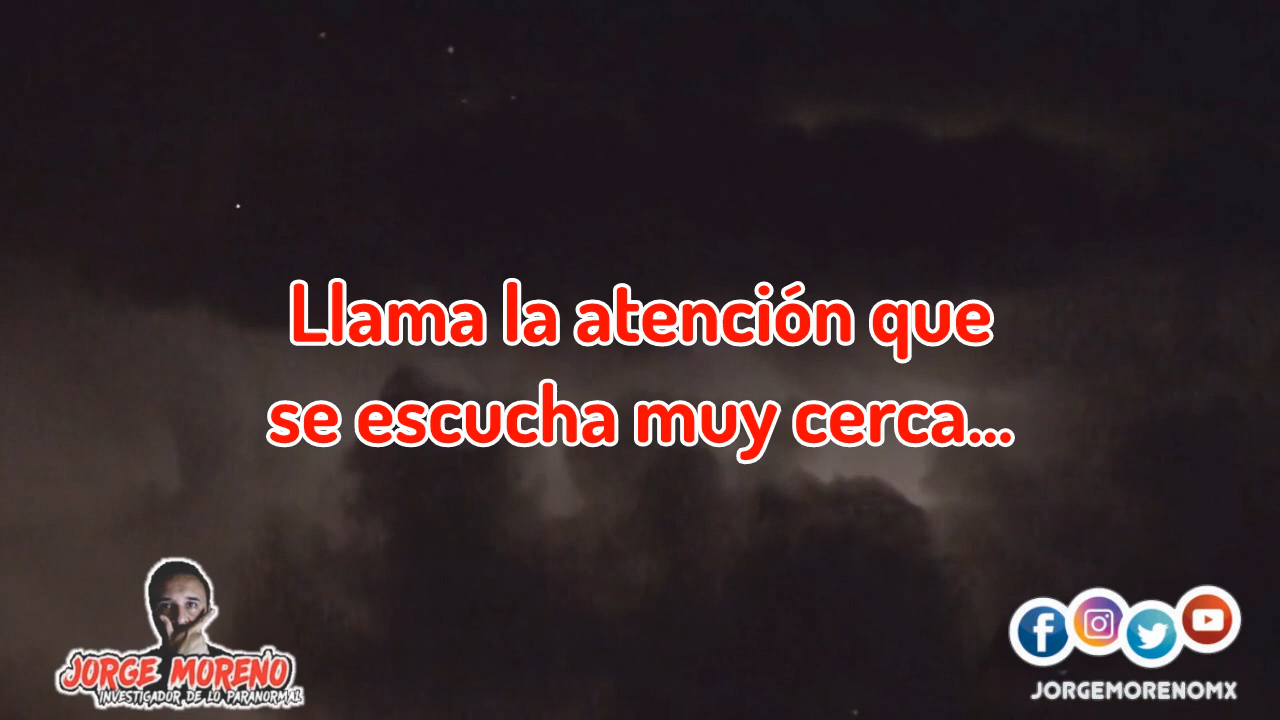 Llama la atención que
se escucha muy cerca...
JORGE MORENO
INVESTIGADOR DE LO PARANORMAL
JORGEMORENOMX